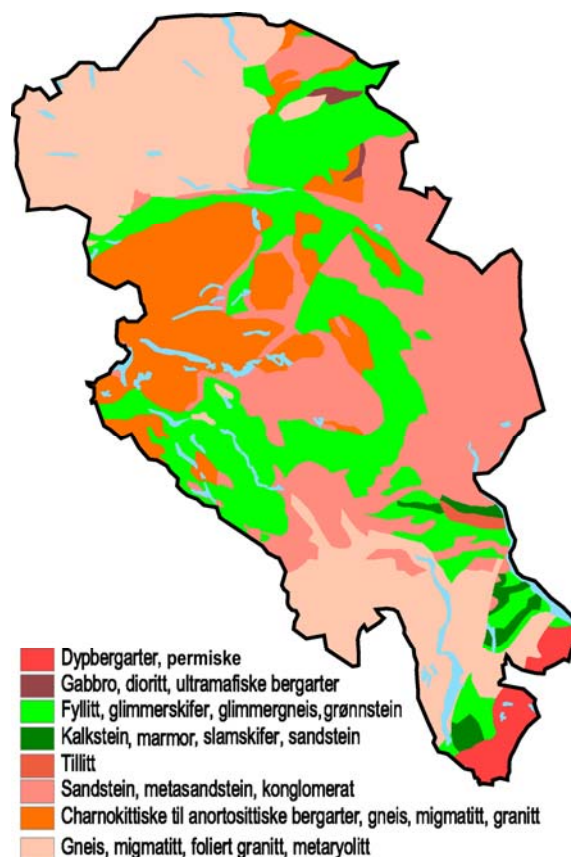 Dypbergarter, permiske
Gabbro, dioritt, ultramafiske bergarter
Fyllitt, glimmerskifer, glimmergneis, grønnstein
Kalkstein, marmor, slamskifer, sandstein
Tillitt
Sandstein, metasandstein, konglomerat
Charnokittiske til anortosittiske bergarter, gneis, migmatitt, granitt
Gneis, migmatitt, foliert granitt, metaryolitt